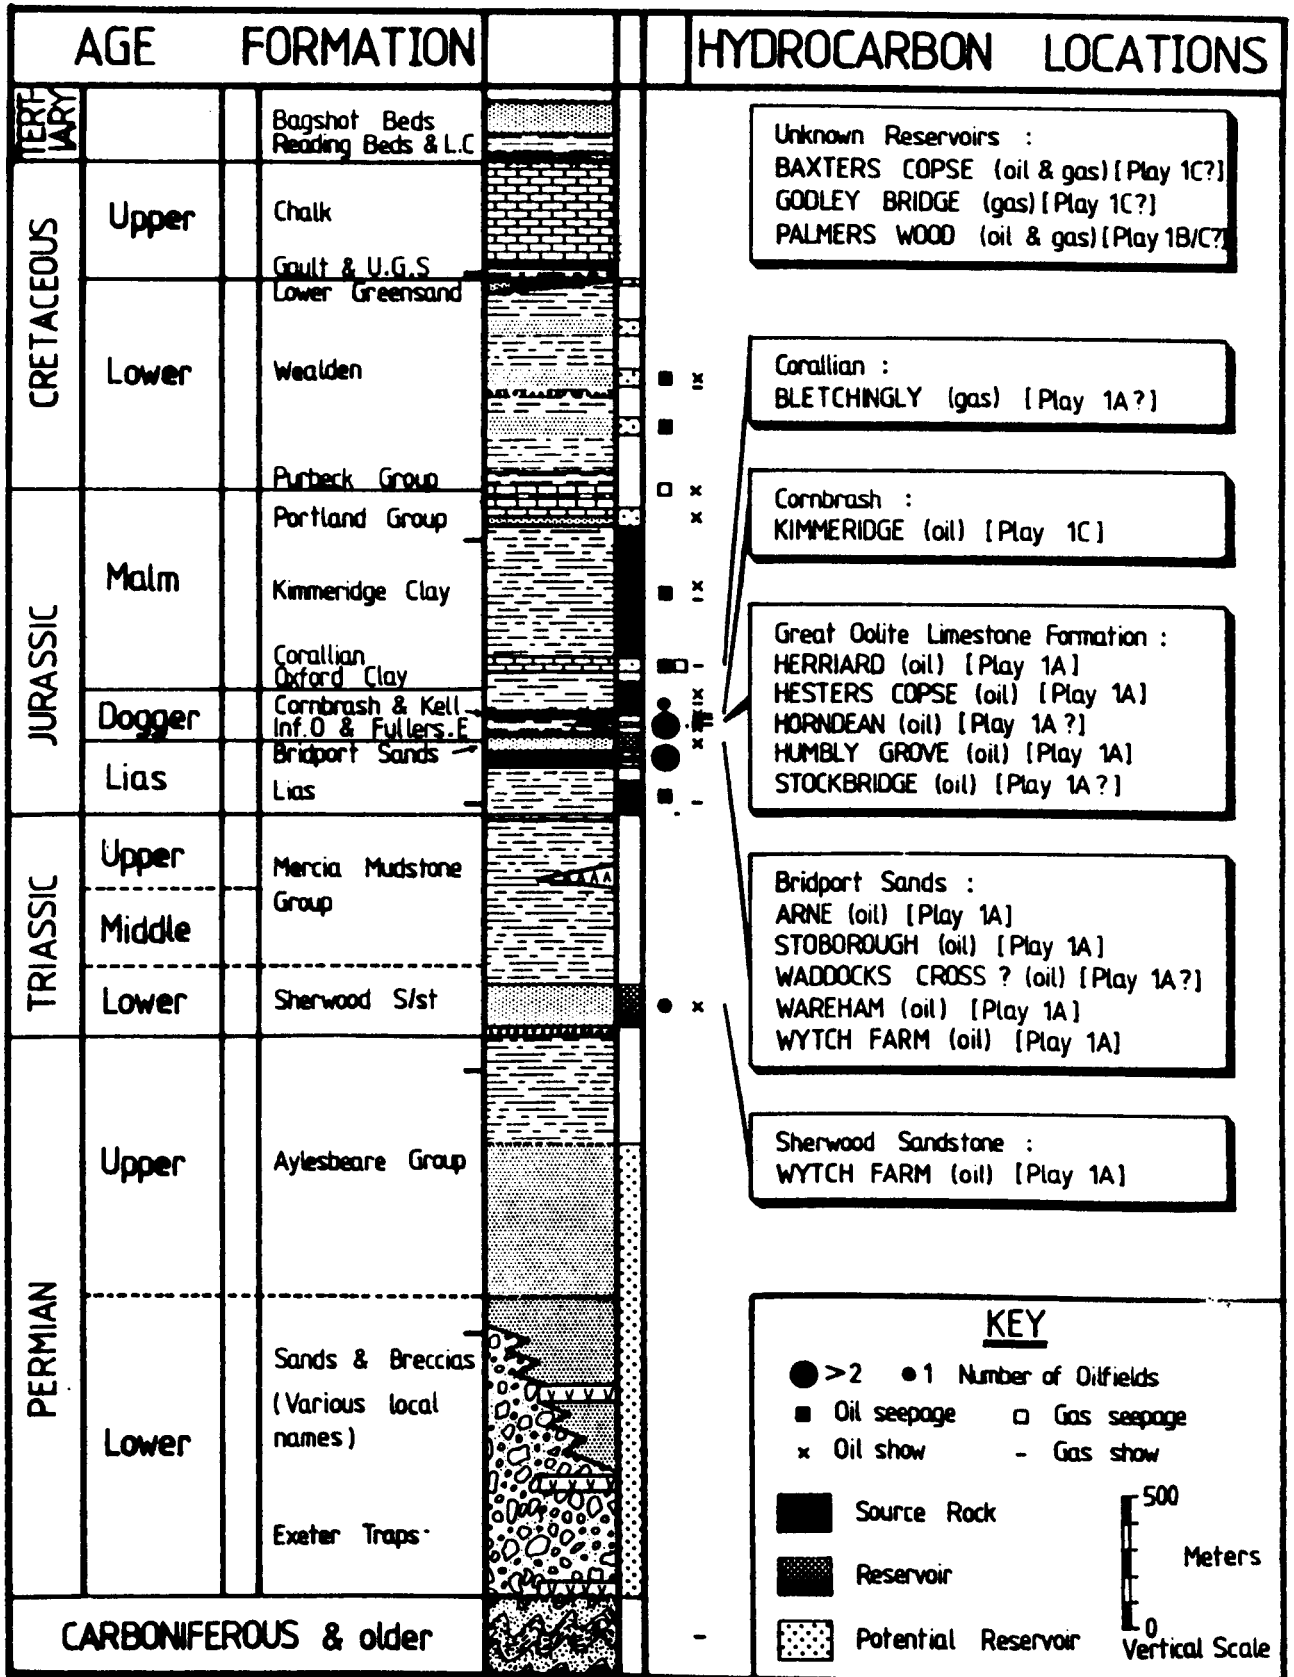 AGE FORMATION HYDROCARBON LOCATIONS
TERT-
IARY
Bagshot Beds
Reading Beds & L.C
CRETACEOUS
Upper
Chalk
Gault & U.G.S
Lower Greensand
Lower
Wealden
Purbeck Group
JURASSIC
Portland Group
Malm
Kimmeridge Clay
Corallian
Oxford Clay
Dogger
Cornbrash & Kell
Inf.O & Fullers.E
Bridport Sands
Lias
Lias
TRIASSIC
Upper
Mercia Mudstone
Group
Middle
Lower
Sherwood S/st
PERMIAN
Upper
Aylesbeare Group
Lower
Sands & Breccias
(Various local
names)
Exeter Traps
CARBONIFEROUS & older
Unknown Reservoirs :
BAXTERS COPSE (oil & gas) [Play 1C?]
GODLEY BRIDGE (gas) [Play 1C?]
PALMERS WOOD (oil & gas) [Play 1B/C?]
Corallian :
BLETCHINGLY (gas) [Play 1A?]
Cornbrash :
KIMMERIDGE (oil) [Play 1C]
Great Oolite Limestone Formation :
HERRIARD (oil) [Play 1A]
HESTERS COPSE (oil) [Play 1A]
HORNDEAN (oil) [Play 1A ?]
HUMBLY GROVE (oil) [Play 1A]
STOCKBRIDGE (oil) [Play 1A?]
Bridport Sands :
ARNE (oil) [Play 1A]
STOBOROUGH (oil) [Play 1A]
WADDOCKS CROSS ? (oil) [Play 1A?]
WAREHAM (oil) [Play 1A]
WYTCH FARM (oil) [Play 1A]
Sherwood Sandstone :
WYTCH FARM (oil) [Play 1A]
KEY
>2 1 Number of Oilfields
Oil seepage Gas seepage
Oil show Gas show
Source Rock
Reservoir
Potential Reservoir
500
Meters
0
Vertical Scale